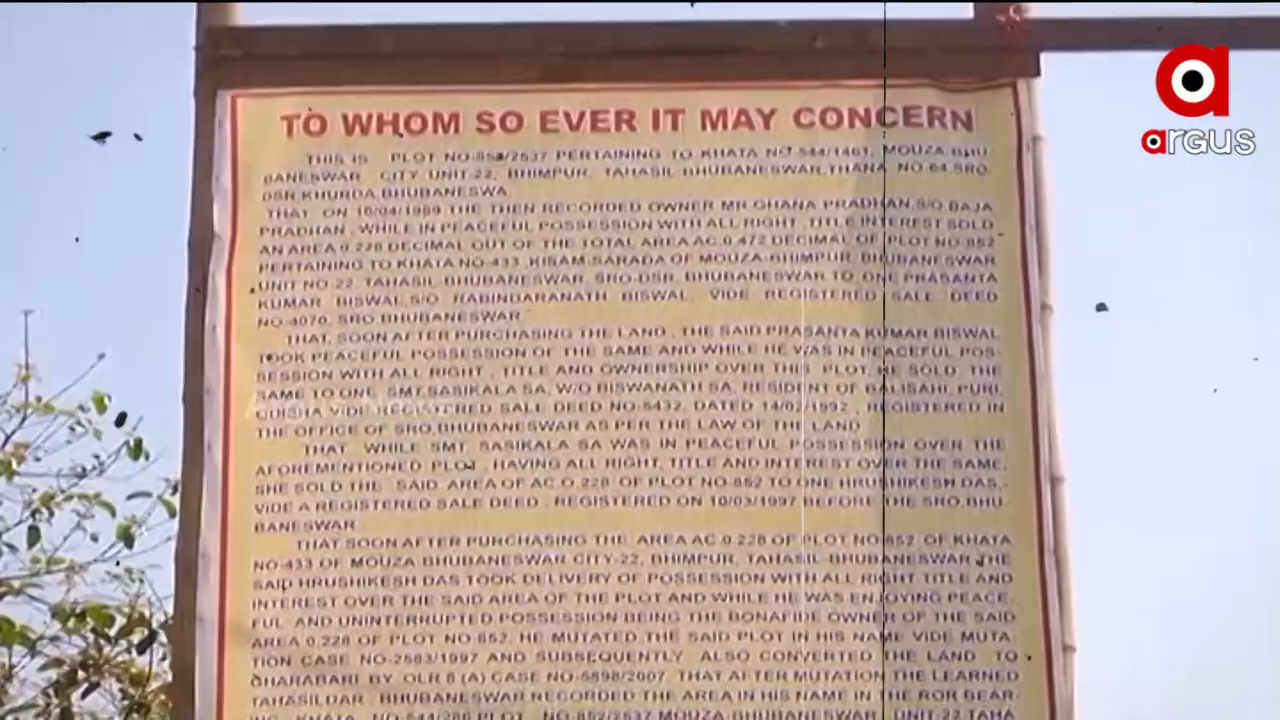 TO WHOM SO EVER IT MAY CONCERN
argus
THIS IS PLOT NO-852/2537 PERTAINING TO KHATA NO 544/1461, MOUZA-BHU
BANESWAR CITY UNIT-22, BHIMPUR, TAHASIL-BHUBANESWAR,THANA NO-64,SRO-
DSR,KHURDA,BHUBANESWA.
THAT ON THE THEN RECORDED OWNER MR.GHANA PRADHAN,S/O.BAJA
PRADHAN , WHILE IN PEACEFUL POSSESSION WITH ALL RIGHT , TITLE INTEREST SOLD
AN AREA 0.228 DECIMAL OUT OF THE TOTAL AREA AC.0.472 DECIMAL OF PLOT NO-852
PERTAINING TO KHATA NO-433 ,KISAM-SARADA OF MOUZA-BHIMPUR, BHUBANESWAR
UNIT NO-22, TAHASIL-BHUBANESWAR, SRO-DSR, BHUBANESWAR TO ONE PRASANTA
KUMAR BISWAL,S/O RABINDARANATH BISWAL VIDE REGISTERED SALE DEED
NO-4070, SRO,BHUBANESWAR.
THAT, SOON AFTER PURCHASING THE LAND , THE SAID PRASANTA KUMAR BISWAL
TOOK PEACEFUL POSSESSION OF THE SAME AND WHILE HE WAS IN PEACEFUL POS-
SESSION WITH ALL RIGHT , TITLE AND OWNERSHIP OVER THIS PLOT, HE SOLD THE
SAME TO ONE SMT.SASIKALA SA, W/O BISWANATH SA, RESIDENT OF BALISAHI, PURI,
ODISHA VIDE REGISTERED SALE DEED NO-5432, DATED 14/02/1992 , REGISTERED IN
THE OFFICE OF SRO,BHUBANESWAR AS PER THE LAW OF THE LAND
THAT WHILE SMT. SASIKALA SA WAS IN PEACEFUL POSSESSION OVER THE
AFOREMENTIONED PLOT , HAVING ALL RIGHT, TITLE AND INTEREST OVER THE SAME,
SHE SOLD THE SAID AREA OF AC.O.228 OF PLOT NO-852 TO ONE HRUSHIKESH DAS,-
VIDE A REGISTERED SALE DEED , REGISTERED ON 10/03/1997 BEFORE THE SRO,BHU-
BANESWAR
THAT SOON AFTER PURCHASING THE AREA AC.0.228 OF PLOT NO-852 OF KHATA
NO-433 OF MOUZA BHUBANESWAR CITY-22, BHIMPUR, TAHASIL-BHUBANESWAR THE
SAID HRUSHIKESH DAS TOOK DELIVERY OF POSSESSION WITH ALL RIGHT TITLE AND
INTEREST OVER THE SAID AREA OF THE PLOT AND WHILE HE WAS ENJOYING PEACE,
FUL AND UNINTERRUPTED POSSESSION BEING THE BONAFIDE OWNER OF THE SAID
AREA 0.228 OF PLOT NO 852, HE MUTATED THE SAID PLOT IN HIS NAME VIDE MUTA-
TION CASE NO-2583/1997 AND SUBSEQUENTLY ALSO CONVERTED THE LAND TO
GHARABARI BY OLR 8 (A) CASE NO-5898/2007 THAT AFTER MUTATION THE LEARNED
TAHASILDAR , BHUBANESWAR RECORDED THE AREA IN HIS NAME IN THE ROR BEAR-
ING KHATA NO-544/286 PLOT NO-852/2537 MOUZA-BHUBANESWAR UNIT-22 TAHA